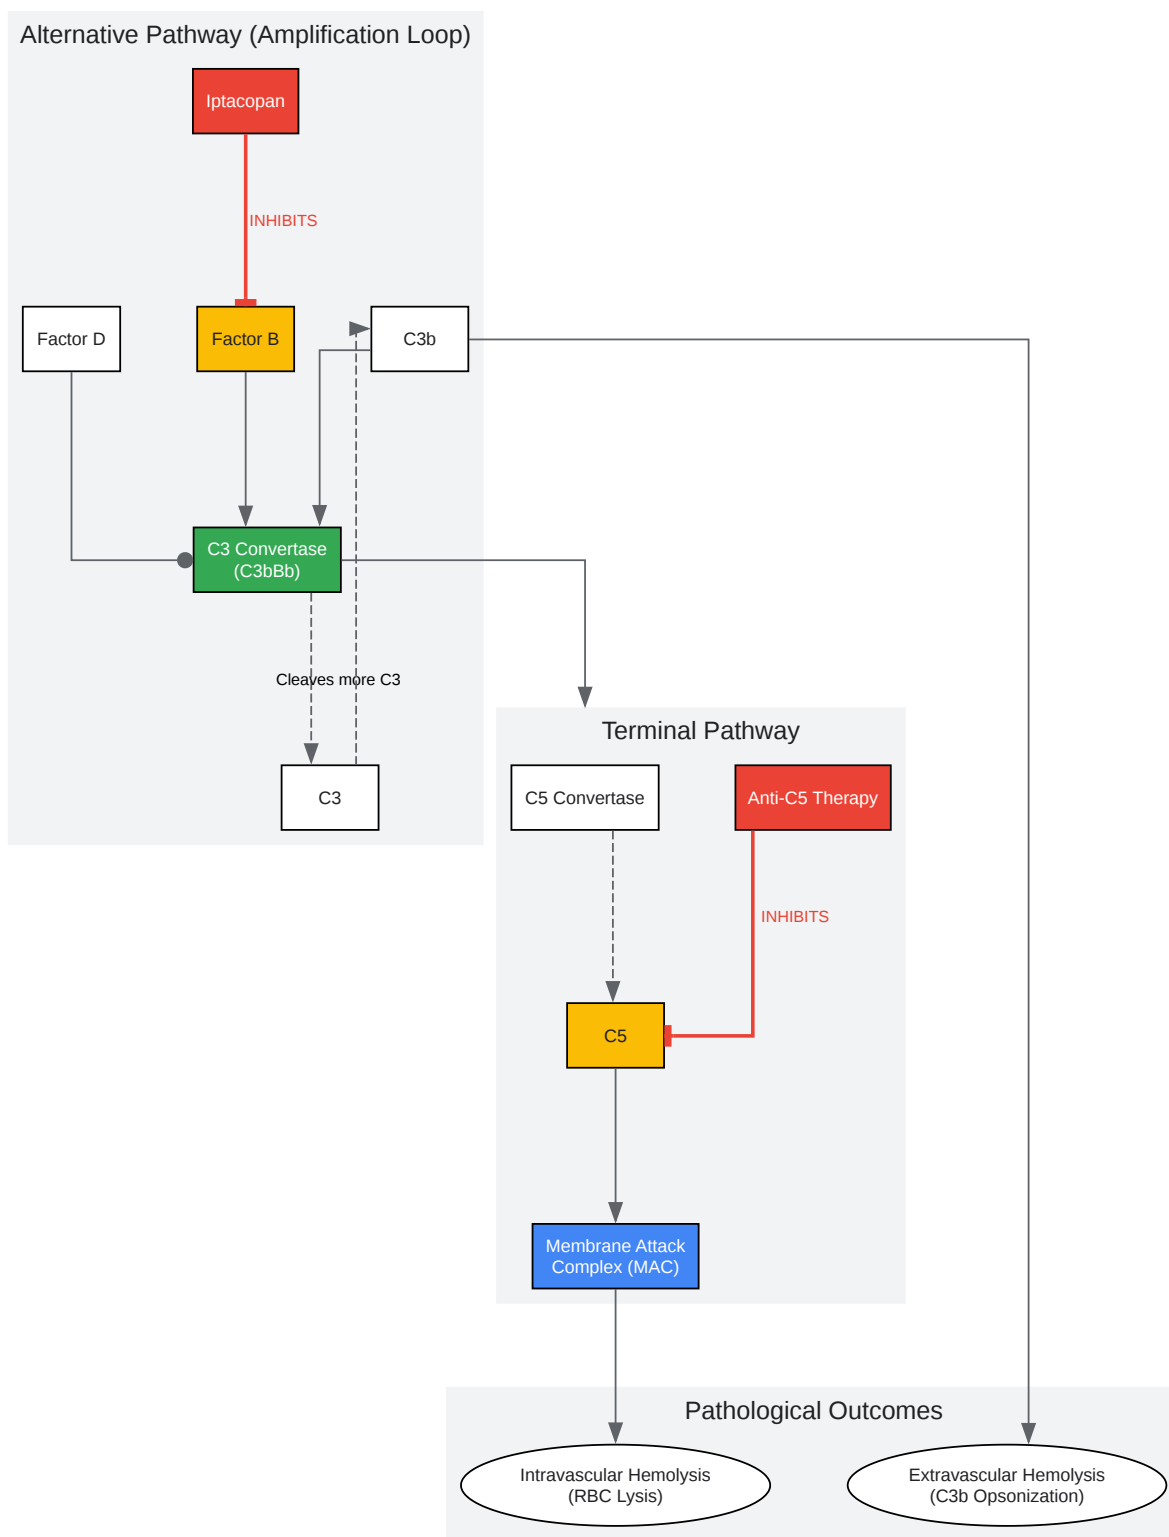 Alternative Pathway (Amplification Loop)
Iptacopan
INHIBITS
Factor D
Factor B
C3b
C3 Convertase
(C3bBb)
Cleaves more C3
C3
Terminal Pathway
C5 Convertase
Anti-C5 Therapy
INHIBITS
C5
Membrane Attack
Complex (MAC)
Pathological Outcomes
Intravascular Hemolysis
(RBC Lysis)
Extravascular Hemolysis
(C3b Opsonization)